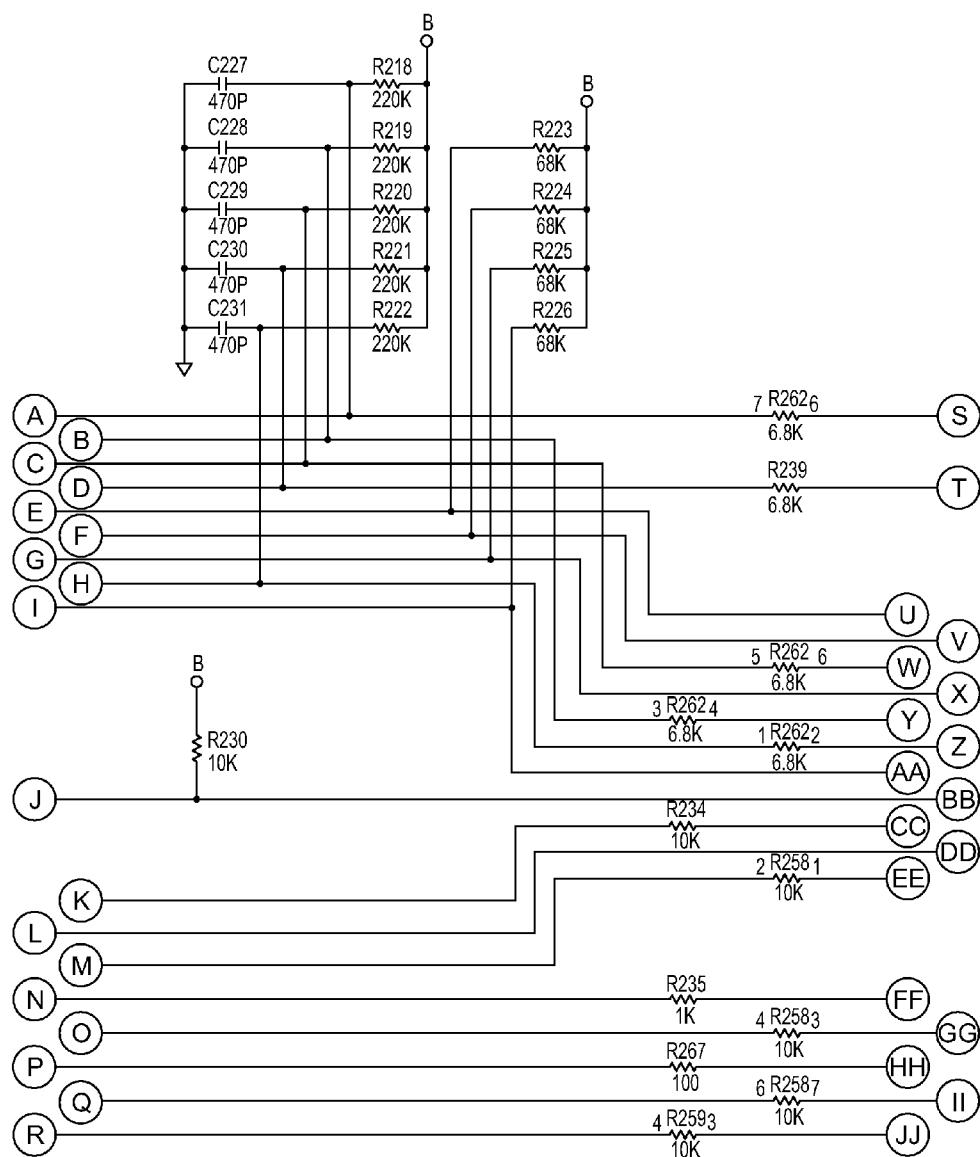 B
C227
R218
470P
220K
B
C228
R219
R223
470P
220K
68K
C229
R220
R224
470P
220K
68K
C230
R221
R225
470P
220K
68K
C231
R222
R226
470P
220K
68K
A
7 R262 6
6.8K
S
B
C
D
R239
6.8K
T
E
F
G
H
I
U
V
5 R262 6
6.8K
W
X
B
3 R262 4
6.8K
Y
R230
10K
1 R262 2
6.8K
Z
AA
J
BB
R234
10K
CC
DD
2 R258 1
10K
EE
K
L
M
N
R235
1K
FF
O
4 R258 3
10K
GG
P
R267
100
HH
Q
6 R258 7
10K
II
R
4 R259 3
10K
JJ